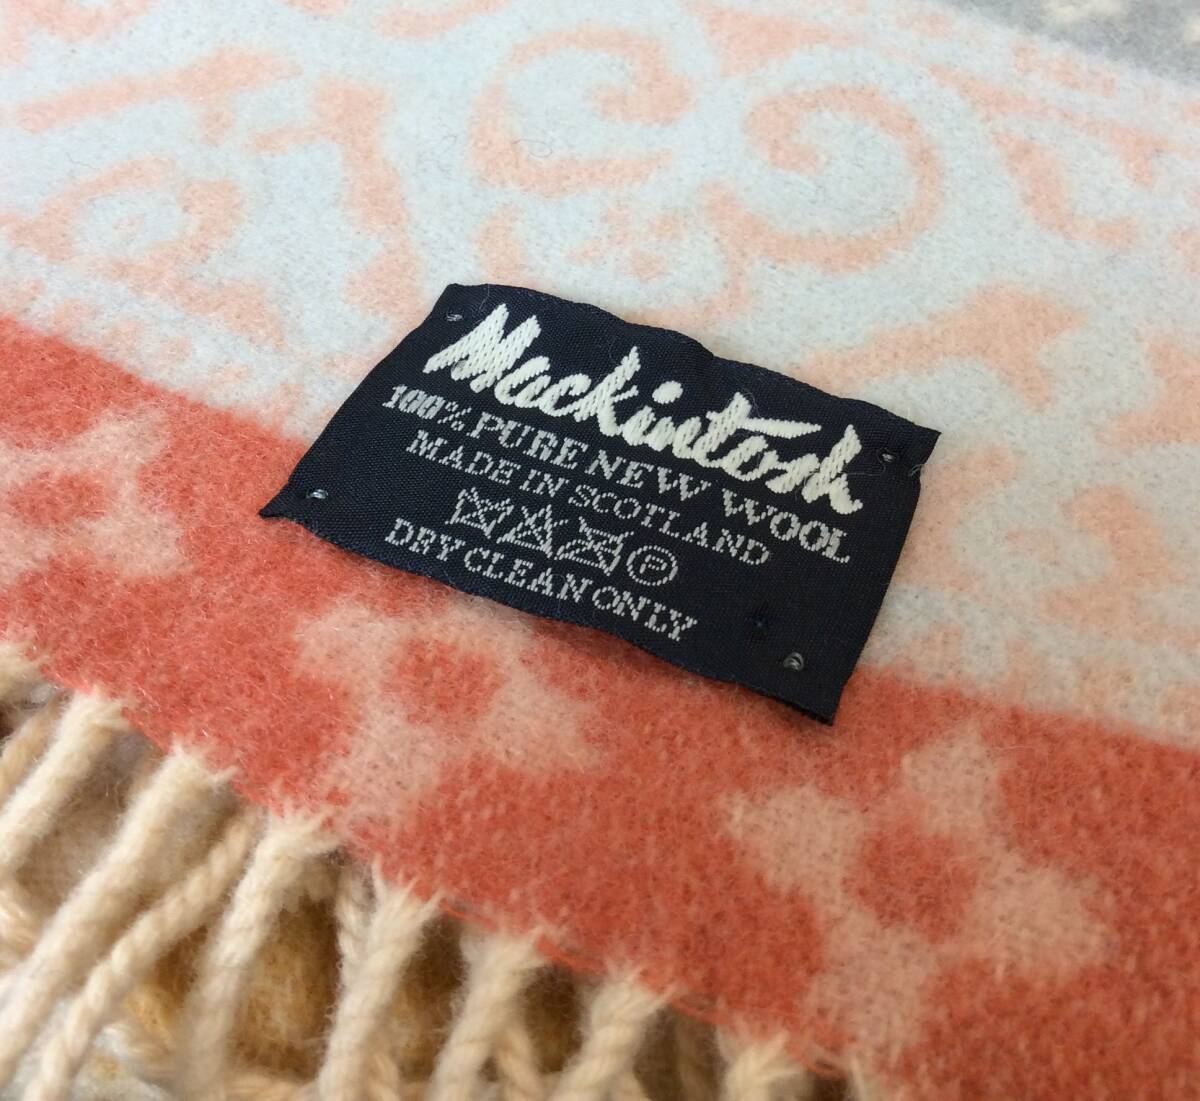 Mackintosh
100% PURE NEW WOOL
MADE IN SCOTLAND
P
DRY CLEAN ONLY